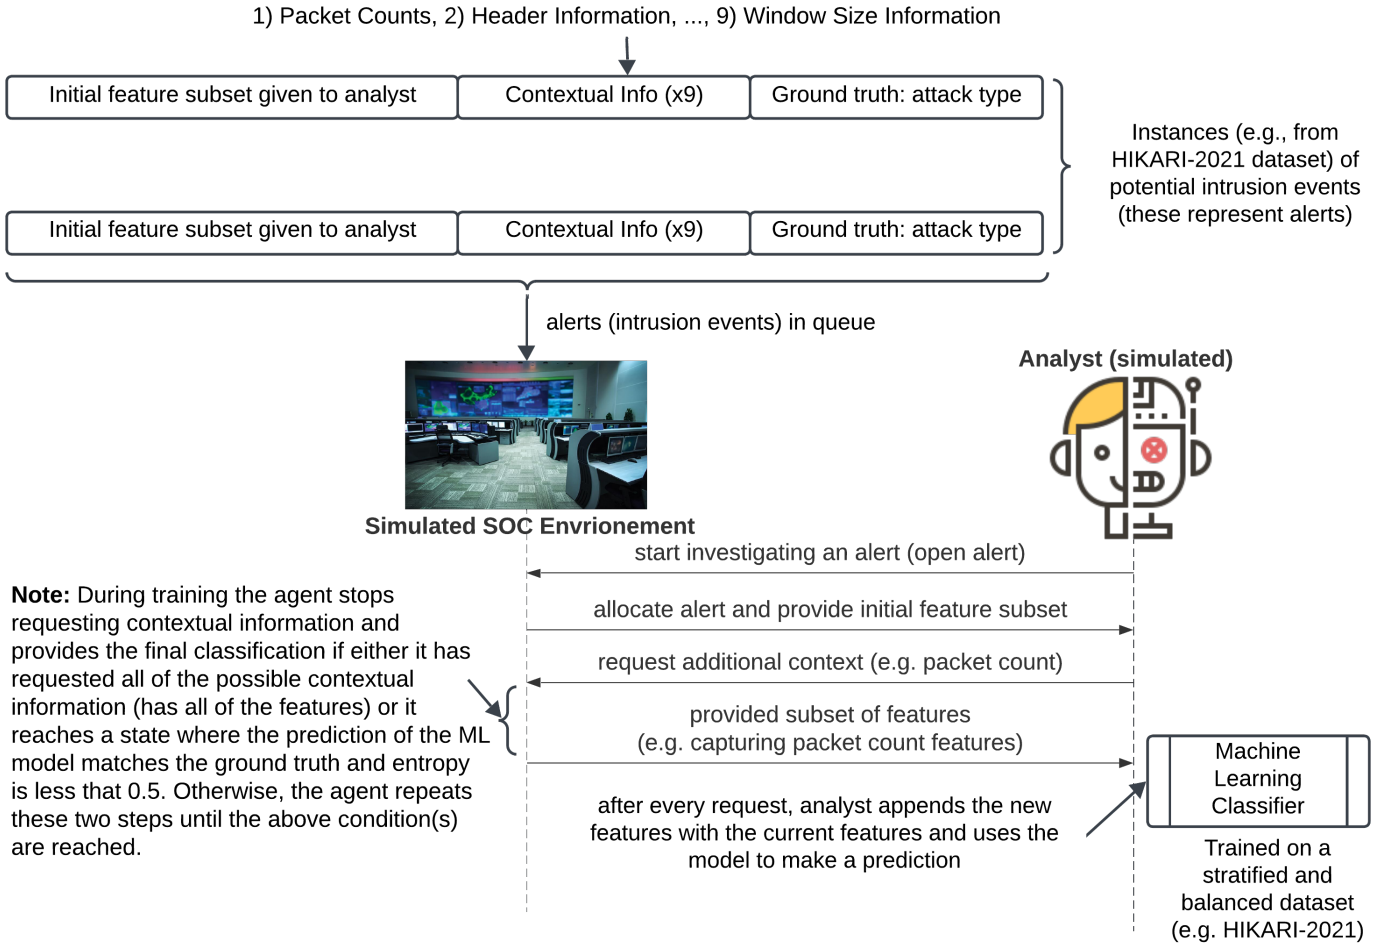 1) Packet Counts, 2) Header Information, ..., 9) Window Size Information
Initial feature subset given to analyst
Contextual Info (x9)
Ground truth: attack type
Instances (e.g., from
HIKARI-2021 dataset) of
potential intrusion events
(these represent alerts)
Initial feature subset given to analyst
Contextual Info (x9)
Ground truth: attack type
alerts (intrusion events) in queue
Analyst (simulated)
Simulated SOC Envrionement
start investigating an alert (open alert)
allocate alert and provide initial feature subset
request additional context (e.g. packet count)
provided subset of features
(e.g. capturing packet count features)
Note: During training the agent stops
requesting contextual information and
provides the final classification if either it has
requested all of the possible contextual
information (has all of the features) or it
reaches a state where the prediction of the ML
model matches the ground truth and entropy
is less that 0.5. Otherwise, the agent repeats
these two steps until the above condition(s)
are reached.
after every request, analyst appends the new
features with the current features and uses the
model to make a prediction
Machine
Learning
Classifier
Trained on a
stratified and
balanced dataset
(e.g. HIKARI-2021)